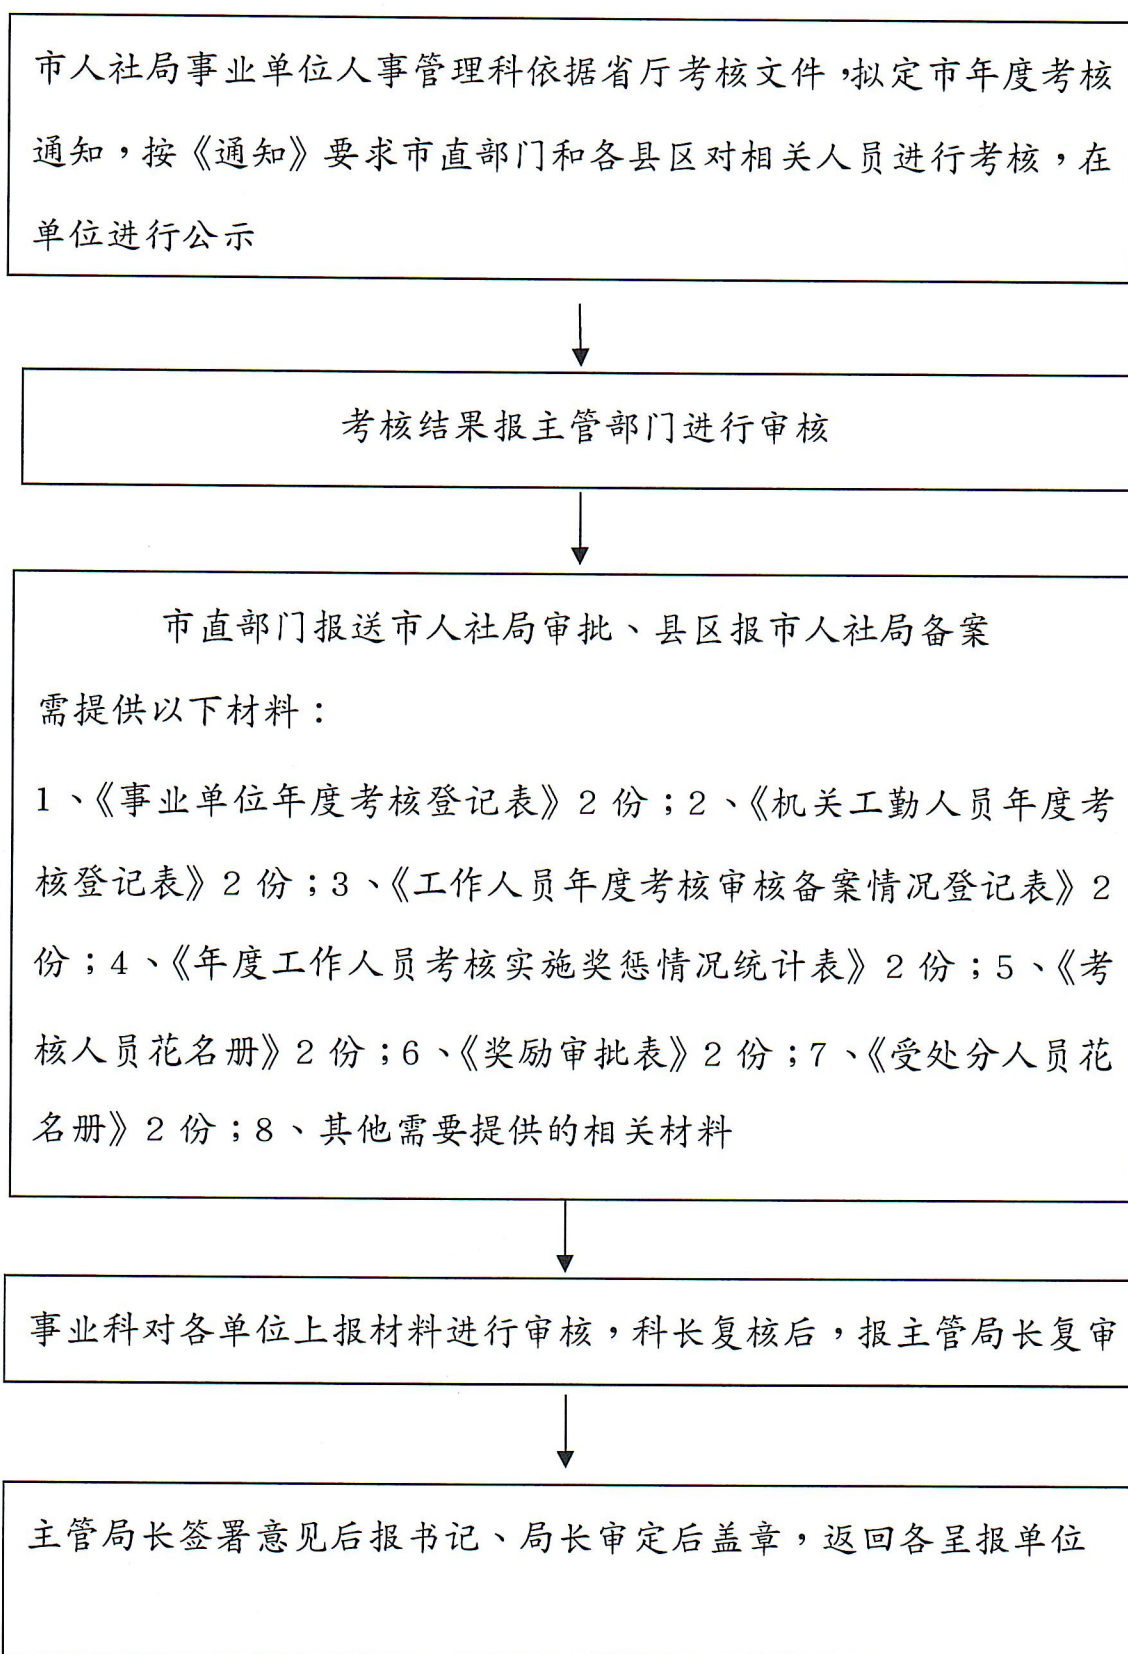 市人社局事业单位人事管理科依据省厅考核文件，拟定市年度考核
通知，按《通知》要求市直部门和各县区对相关人员进行考核，在
单位进行公示
考核结果报主管部门进行审核
市直部门报送市人社局审批、县区报市人社局备案
需提供以下材料：
1、《事业单位年度考核登记表》2 份；2、《机关工勤人员年度考
核登记表》2 份；3、《工作人员年度考核审核备案情况登记表》2
份；4、《年度工作人员考核实施奖惩情况统计表》2 份；5、《考
核人员花名册》2 份；6、《奖励审批表》2 份；7、《受处分人员花
名册》2 份；8、其他需要提供的相关材料
事业科对各单位上报材料进行审核，科长复核后，报主管局长复审
主管局长签署意见后报书记、局长审定后盖章，返回各呈报单位